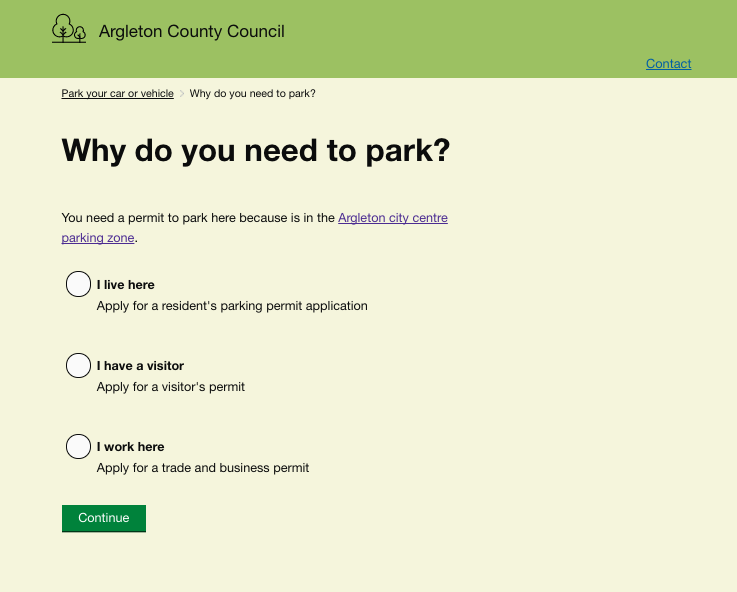 Argleton County Council
Contact
Park your car or vehicle > Why do you need to park?
Why do you need to park?
You need a permit to park here because is in the Argleton city centre
parking zone.
I live here
Apply for a resident's parking permit application
I have a visitor
Apply for a visitor's permit
I work here
Apply for a trade and business permit
Continue